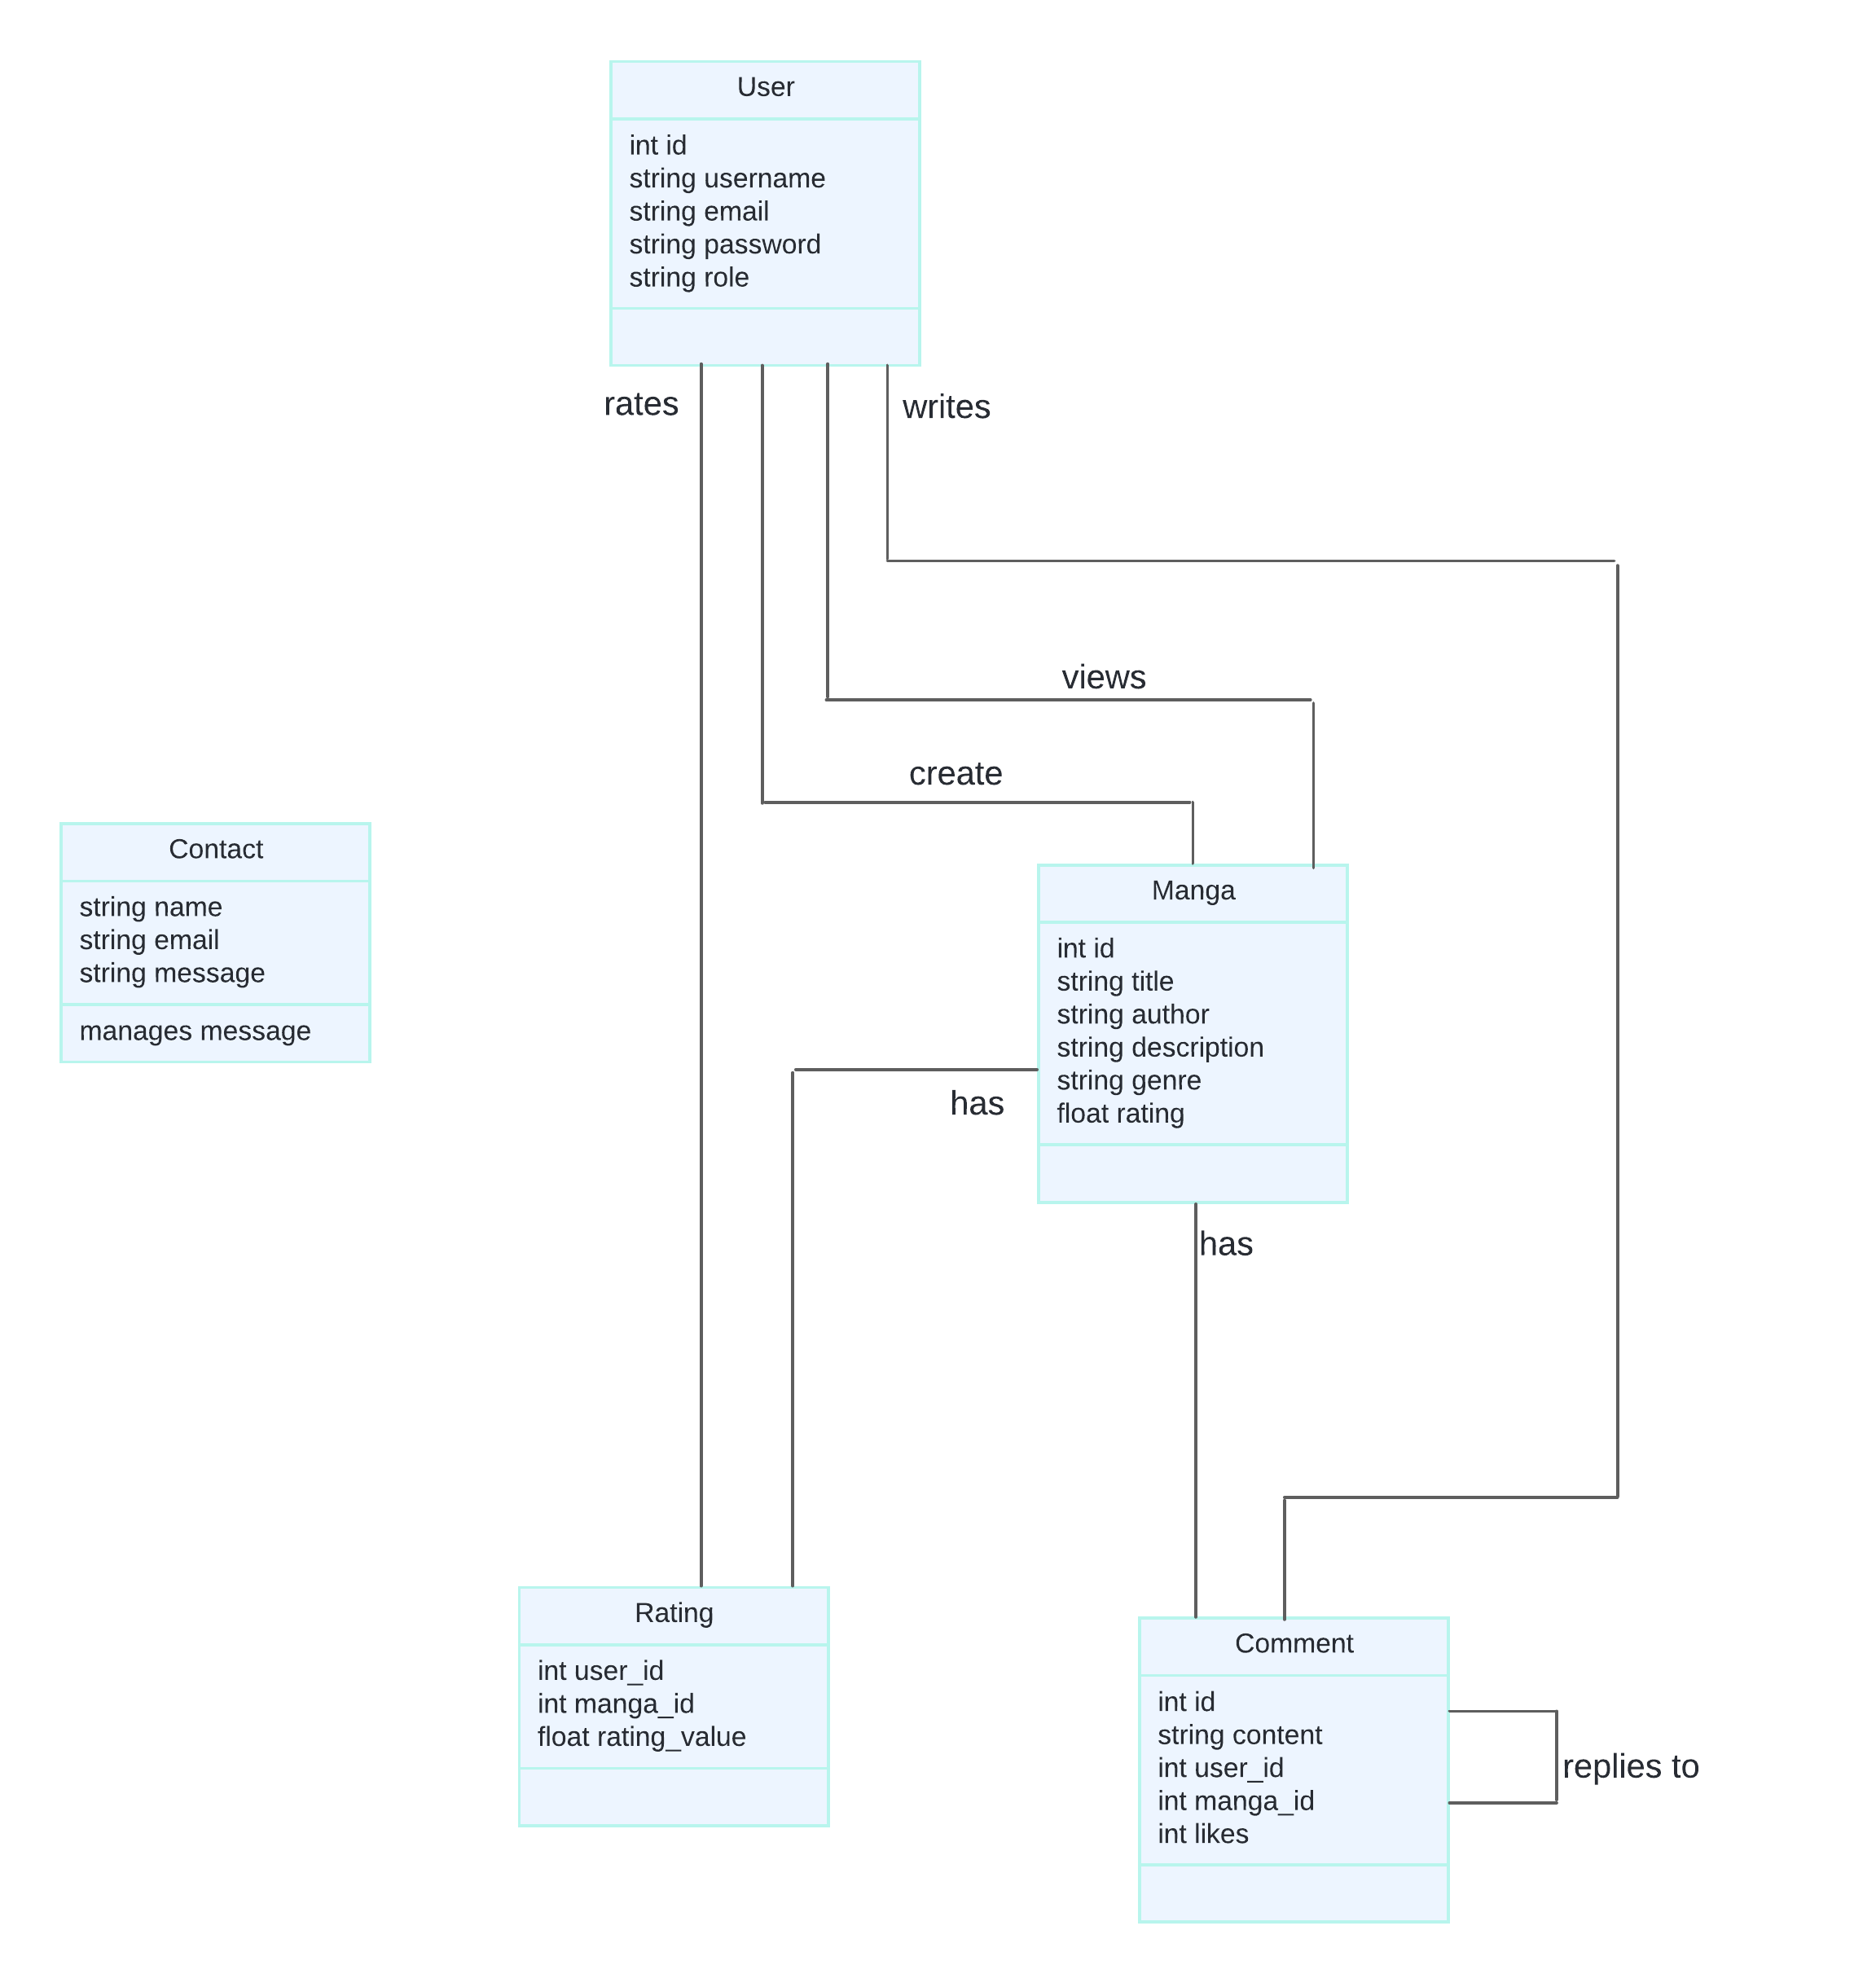 User
int id
string username
string email
string password
string role
rates
writes
views
create
Contact
string name
string email
string message
manages message
Manga
int id
string title
string author
string description
string genre
float rating
has
has
Rating
int user_id
int manga_id
float rating_value
Comment
int id
string content
int user_id
int manga_id
int likes
replies to